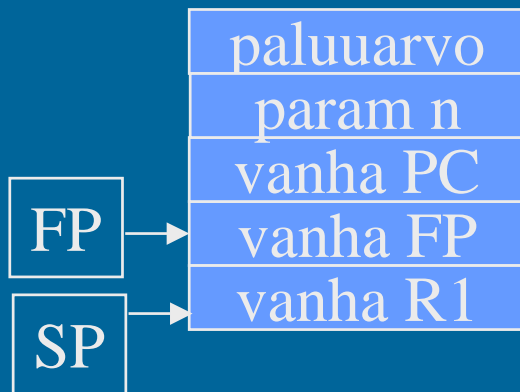 paluuarvo
param n
vanha PC
FP
vanha FP
vanha R1
SP